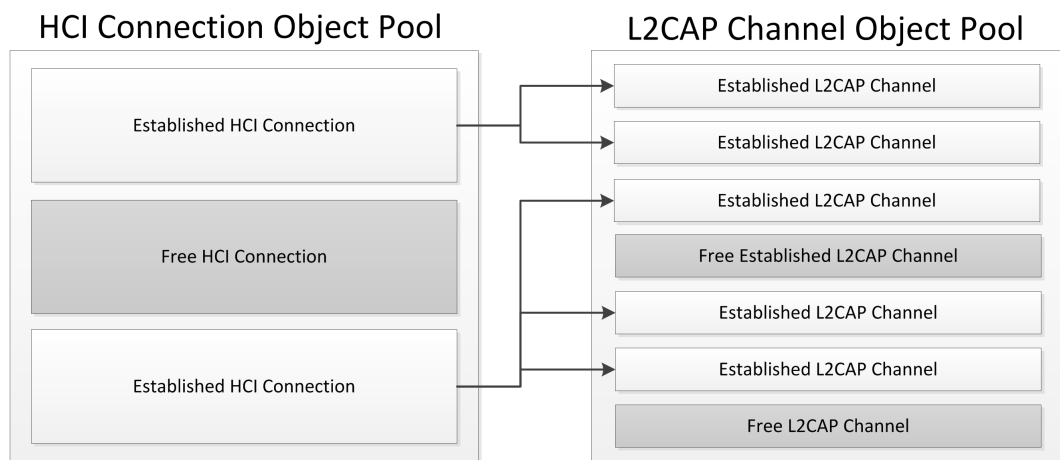 HCI Connection Object Pool
Established HCI Connection
Free HCI Connection
Established HCI Connection
L2CAP Channel Object Pool
Established L2CAP Channel
Established L2CAP Channel
Established L2CAP Channel
Free Established L2CAP Channel
Established L2CAP Channel
Established L2CAP Channel
Free L2CAP Channel